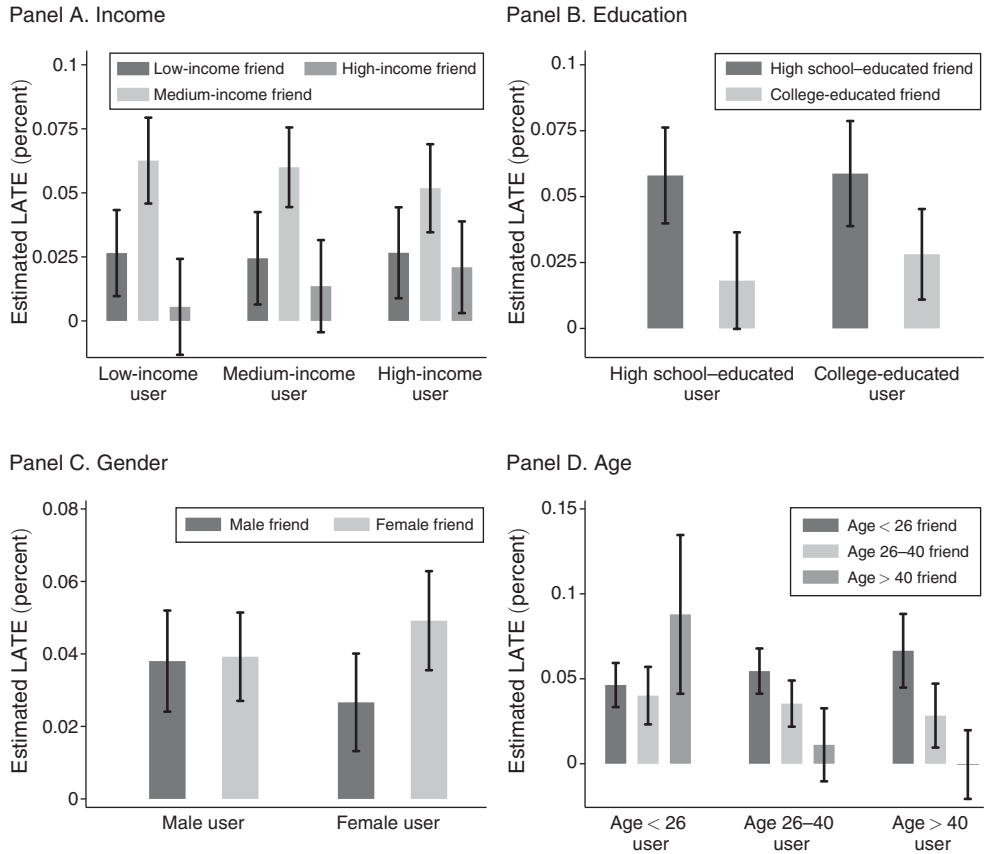 Panel A. Income
Estimated LATE (percent)
0.1
0.075
0.05
0.025
0
Low-income friend
High-income friend
Medium-income friend
Low-income
user
Medium-income
user
High-income
user
Panel B. Education
Estimated LATE (percent)
0.1
0.075
0.05
0.025
0
High school–educated friend
College-educated friend
High school–educated
user
College-educated
user
Panel C. Gender
Estimated LATE (percent)
0.08
0.06
0.04
0.02
0
Male friend
Female friend
Male user
Female user
Panel D. Age
Estimated LATE (percent)
0.15
0.1
0.05
0
Age < 26 friend
Age 26–40 friend
Age > 40 friend
Age < 26
user
Age 26–40
user
Age > 40
user